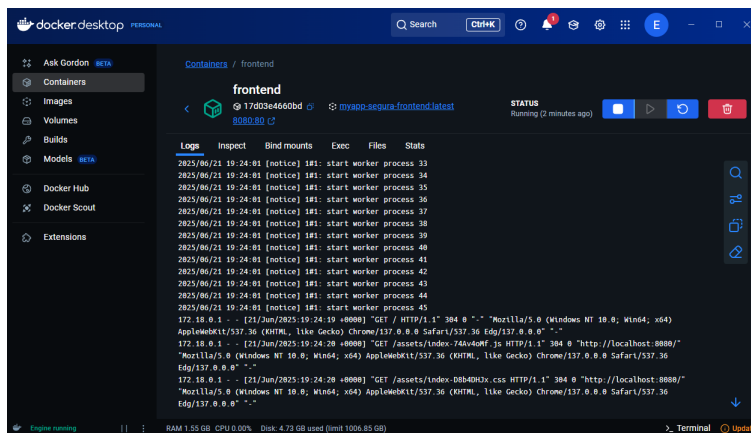 docker.desktop PERSONAL
Search Ctrl+K
1
E
Ask Gordon BETA
Containers
Images
Volumes
Builds
Models BETA
Docker Hub
Docker Scout
Extensions
Containers / frontend
frontend
17d03e4660bd
myapp-segura-frontend:latest
8080:80
STATUS
Running (2 minutes ago)
Logs Inspect Bind mounts Exec Files Stats
2025/06/21 19:24:01 [notice] 1#1: start worker process 33
2025/06/21 19:24:01 [notice] 1#1: start worker process 34
2025/06/21 19:24:01 [notice] 1#1: start worker process 35
2025/06/21 19:24:01 [notice] 1#1: start worker process 36
2025/06/21 19:24:01 [notice] 1#1: start worker process 37
2025/06/21 19:24:01 [notice] 1#1: start worker process 38
2025/06/21 19:24:01 [notice] 1#1: start worker process 39
2025/06/21 19:24:01 [notice] 1#1: start worker process 40
2025/06/21 19:24:01 [notice] 1#1: start worker process 41
2025/06/21 19:24:01 [notice] 1#1: start worker process 42
2025/06/21 19:24:01 [notice] 1#1: start worker process 43
2025/06/21 19:24:01 [notice] 1#1: start worker process 44
2025/06/21 19:24:01 [notice] 1#1: start worker process 45
172.18.0.1 - - [21/Jun/2025:19:24:19 +0000] "GET / HTTP/1.1" 304 0 "-" "Mozilla/5.0 (Windows NT 10.0; Win64; x64)
AppleWebKit/537.36 (KHTML, like Gecko) Chrome/137.0.0.0 Safari/537.36 Edg/137.0.0.0" "-"
172.18.0.1 - - [21/Jun/2025:19:24:20 +0000] "GET /assets/index-74Av4oMf.js HTTP/1.1" 304 0 "http://localhost:8080/"
"Mozilla/5.0 (Windows NT 10.0; Win64; x64) AppleWebKit/537.36 (KHTML, like Gecko) Chrome/137.0.0.0 Safari/537.36
Edg/137.0.0.0" "-"
172.18.0.1 - - [21/Jun/2025:19:24:20 +0000] "GET /assets/index-D8b4DHJx.css HTTP/1.1" 304 0 "http://localhost:8080/"
"Mozilla/5.0 (Windows NT 10.0; Win64; x64) AppleWebKit/537.36 (KHTML, like Gecko) Chrome/137.0.0.0 Safari/537.36
Edg/137.0.0.0" "-"
Engine running
RAM 1.55 GB CPU 0.00% Disk: 4.73 GB used (limit 1006.85 GB)
>_ Terminal
Updat